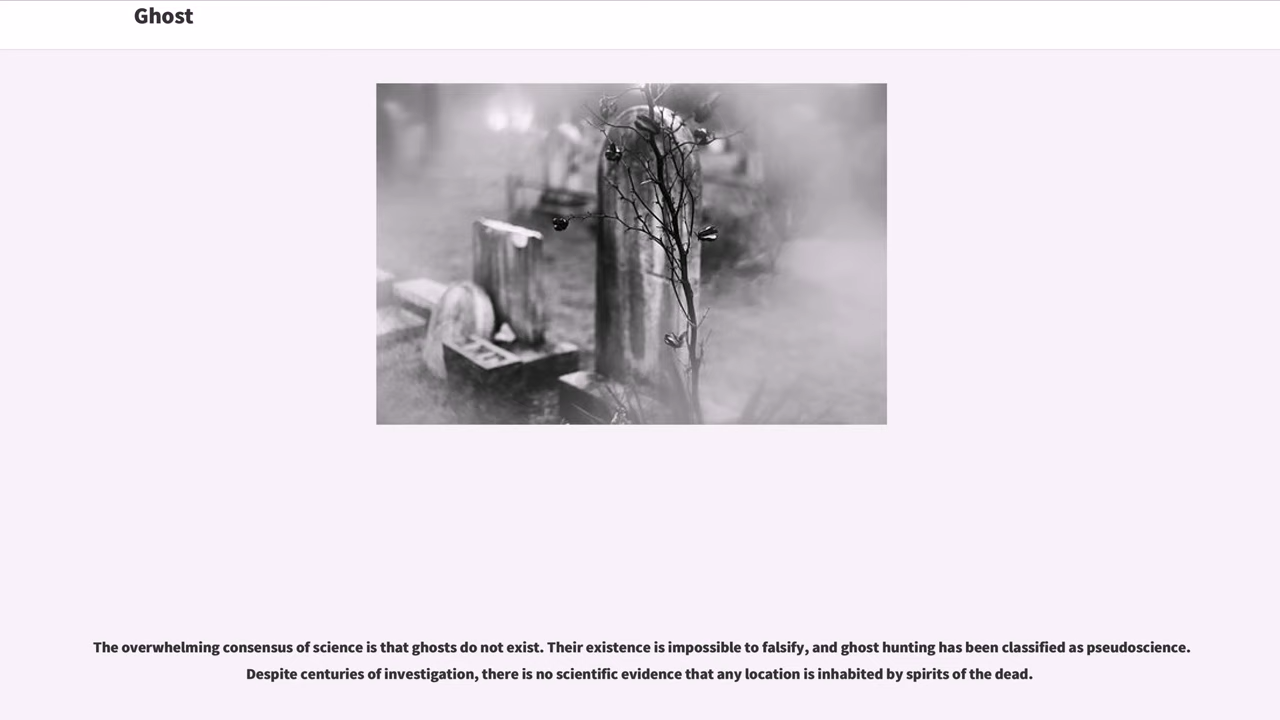 Ghost
The overwhelming consensus of science is that ghosts do not exist. Their existence is impossible to falsify, and ghost hunting has been classified as pseudoscience.
Despite centuries of investigation, there is no scientific evidence that any location is inhabited by spirits of the dead.